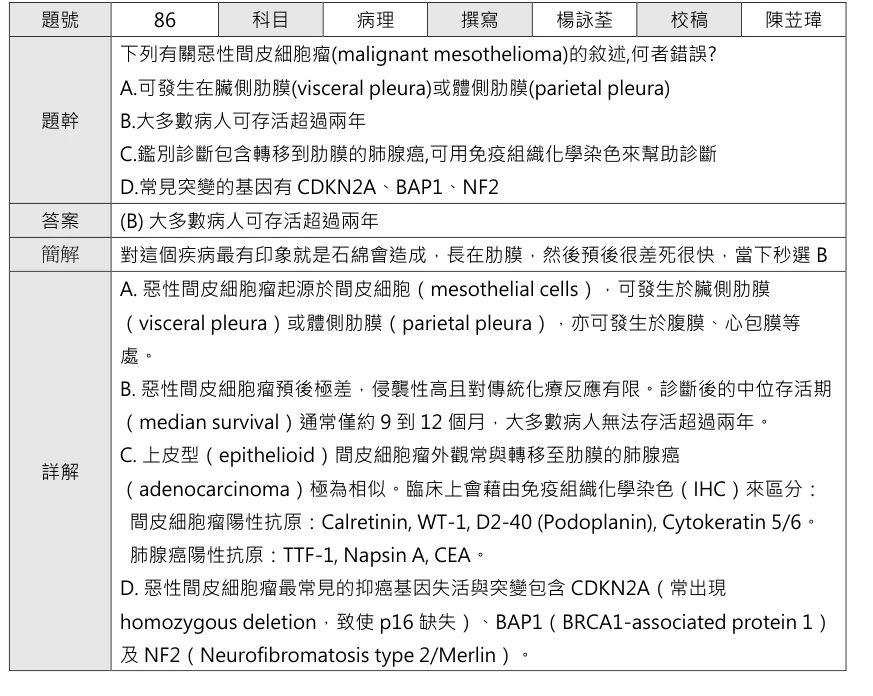 題號 86 科目 病理 撰寫 楊詠荃 校稿 陳苙瑋
題幹
下列有關惡性間皮細胞瘤(malignant mesothelioma)的敘述,何者錯誤?
A.可發生在臟側肋膜(visceral pleura)或體側肋膜(parietal pleura)
B.大多數病人可存活超過兩年
C.鑑別診斷包含轉移到肋膜的肺腺癌,可用免疫組織化學染色來幫助診斷
D.常見突變的基因有 CDKN2A、BAP1、NF2
答案 (B) 大多數病人可存活超過兩年
簡解 對這個疾病最有印象就是石綿會造成，長在肋膜，然後預後很差死很快，當下秒選 B
詳解
A. 惡性間皮細胞瘤起源於間皮細胞（mesothelial cells），可發生於臟側肋膜
（visceral pleura）或體側肋膜（parietal pleura），亦可發生於腹膜、心包膜等
處。
B. 惡性間皮細胞瘤預後極差，侵襲性高且對傳統化療反應有限。診斷後的中位存活期
（median survival）通常僅約 9 到 12 個月，大多數病人無法存活超過兩年。
C. 上皮型（epithelioid）間皮細胞瘤外觀常與轉移至肋膜的肺腺癌
（adenocarcinoma）極為相似。臨床上會藉由免疫組織化學染色（IHC）來區分：
間皮細胞瘤陽性抗原：Calretinin, WT-1, D2-40 (Podoplanin), Cytokeratin 5/6。
肺腺癌陽性抗原：TTF-1, Napsin A, CEA。
D. 惡性間皮細胞瘤最常見的抑癌基因失活與突變包含 CDKN2A（常出現
homozygous deletion，致使 p16 缺失）、BAP1（BRCA1-associated protein 1）
及 NF2（Neurofibromatosis type 2/Merlin）。